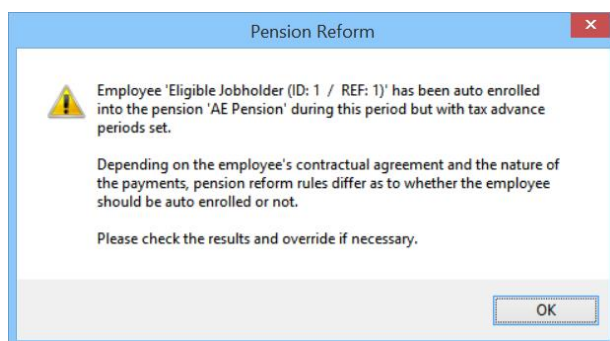 Pension Reform
Employee 'Eligible Jobholder (ID: 1 / REF: 1)' has been auto enrolled
into the pension 'AE Pension' during this period but with tax advance
periods set.
Depending on the employee's contractual agreement and the nature of
the payments, pension reform rules differ as to whether the employee
should be auto enrolled or not.
Please check the results and override if necessary.
OK